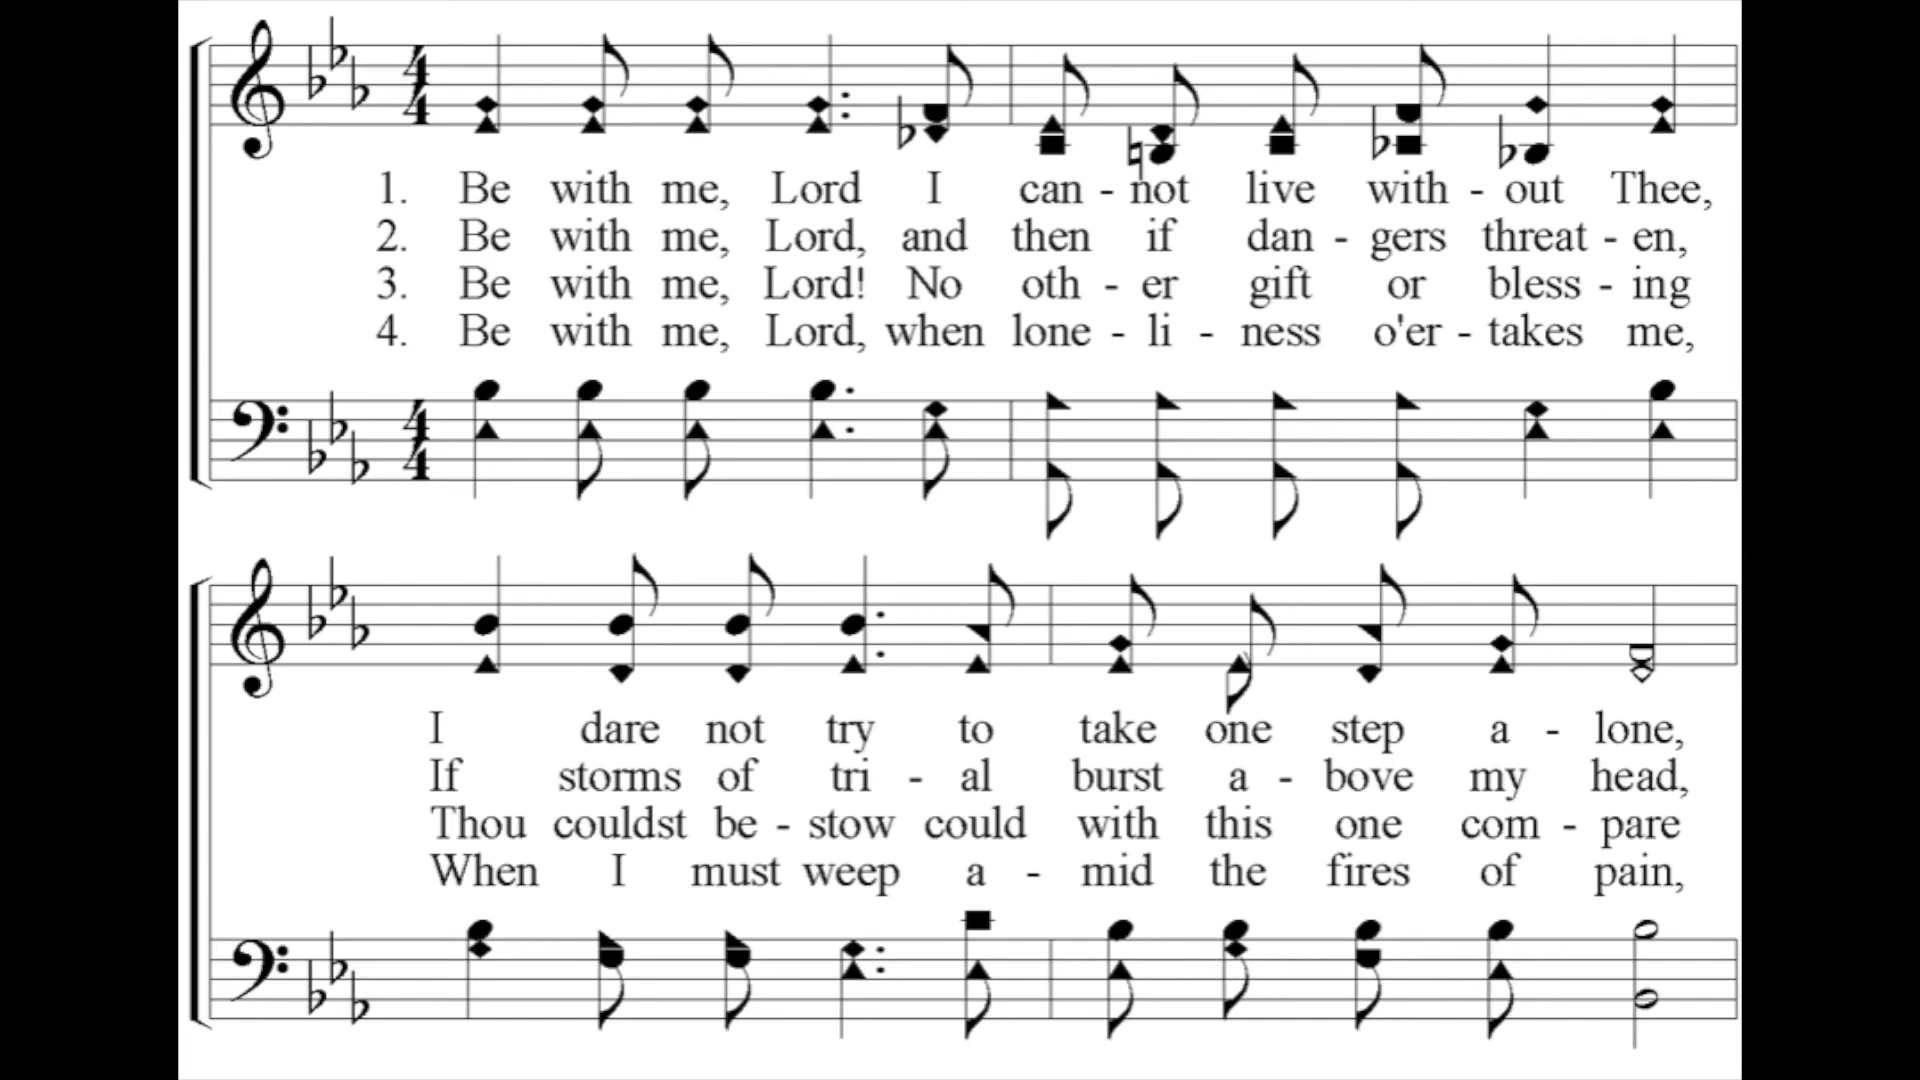 1. Be with me, Lord I can - not live with - out Thee,
2. Be with me, Lord, and then if dan - gers threat - en,
3. Be with me, Lord! No oth - er gift or bless - ing
4. Be with me, Lord, when lone - li - ness o'er - takes me,
I dare not try to take one step a - lone,
If storms of tri - al burst a - bove my head,
Thou couldst be - stow could with this one com - pare
When I must weep a - mid the fires of pain,